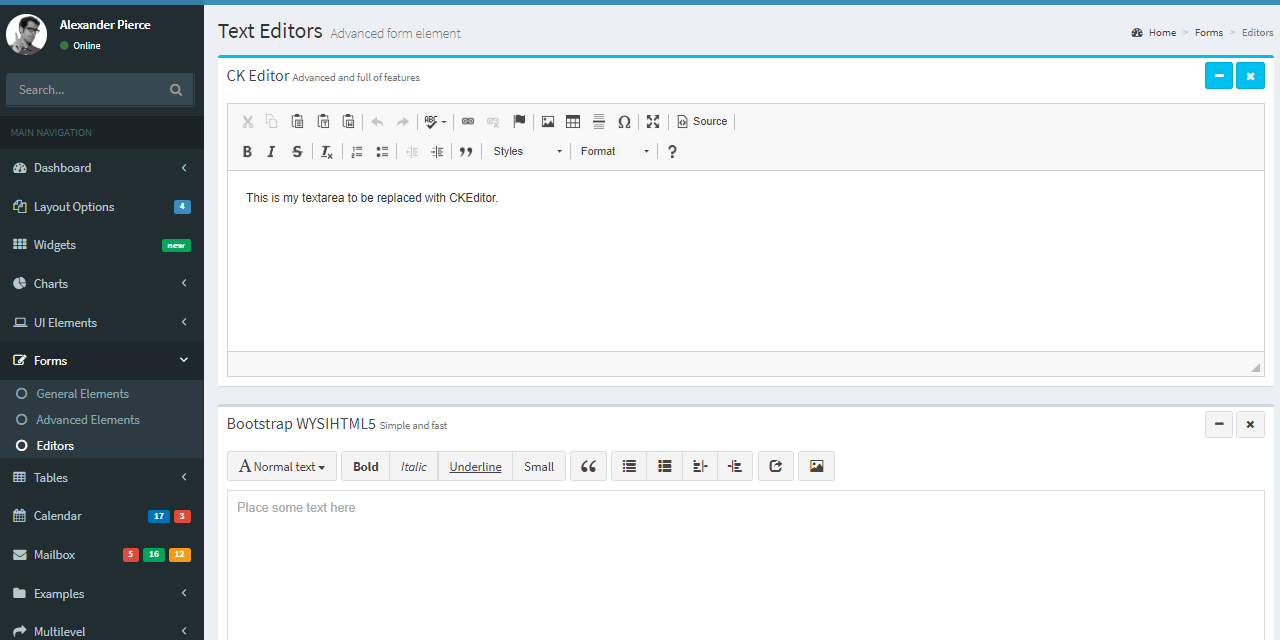 Alexander Pierce
Online
Search...
MAIN NAVIGATION
Dashboard
Layout Options 4
Widgets new
Charts
UI Elements
Forms
General Elements
Advanced Elements
Editors
Tables
Calendar 17 3
Mailbox 5 16 12
Examples
Multilevel
Text Editors Advanced form element
Home > Forms > Editors
CK Editor Advanced and full of features
ABC
Source
B I S Tx Styles Format ?
This is my textarea to be replaced with CKEditor.
Bootstrap WYSIHTML5 Simple and fast
A Normal text Bold Italic Underline Small
Place some text here